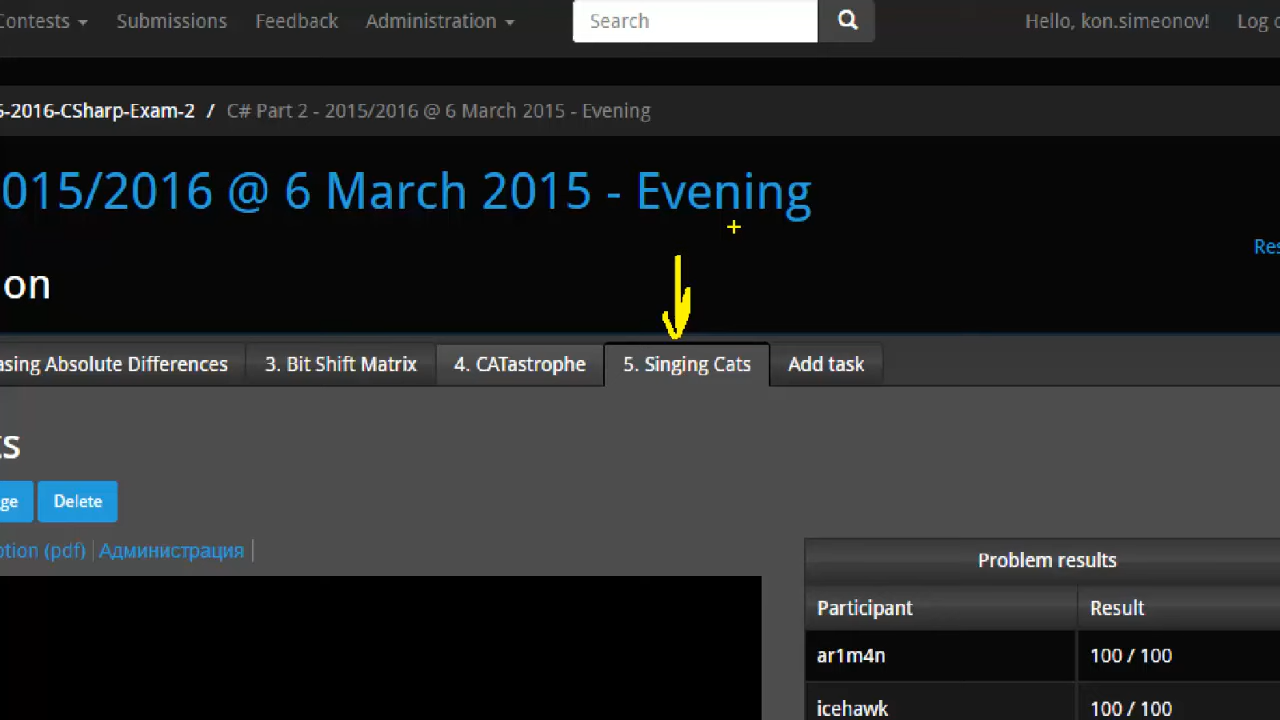 Contests Submissions Feedback Administration Search Hello, kon.simeonov! Log
-2016-CSharp-Exam-2 / C# Part 2 - 2015/2016 @ 6 March 2015 - Evening
015/2016 @ 6 March 2015 - Evening
Res
on
asing Absolute Differences 3. Bit Shift Matrix 4. CATastrophe 5. Singing Cats Add task
ts
ge Delete
ption (pdf) Администрация
Problem results
Participant Result
ar1m4n 100 / 100
icehawk 100 / 100